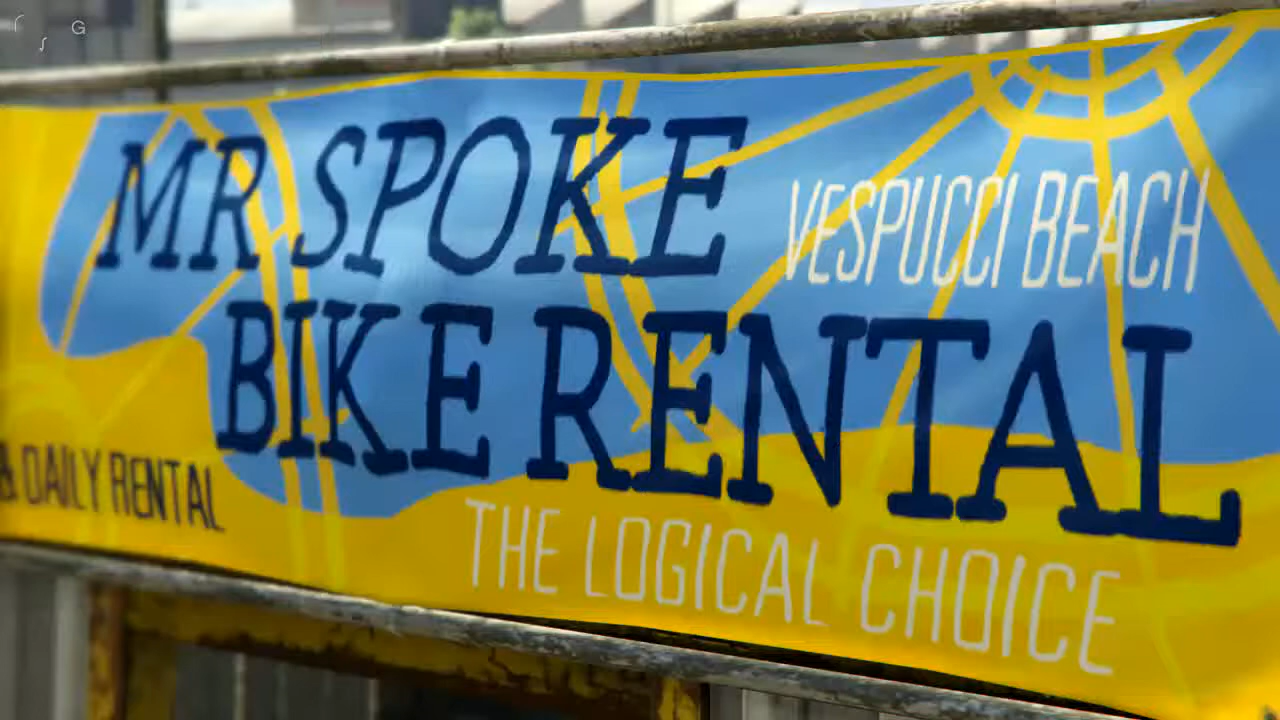 MR SPOKE
VESPUCCI BEACH
BIKE RENTAL
& DAILY RENTAL
THE LOGICAL CHOICE